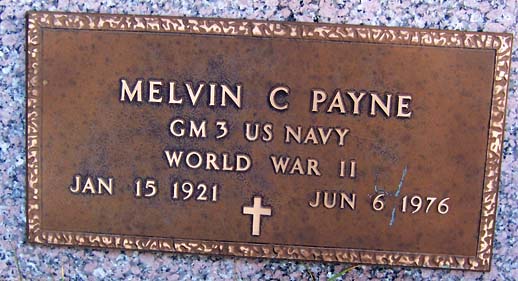 MELVIN C PAYNE
GM 3 US NAVY
WORLD WAR II
JAN 15 1921 JUN 6 1976